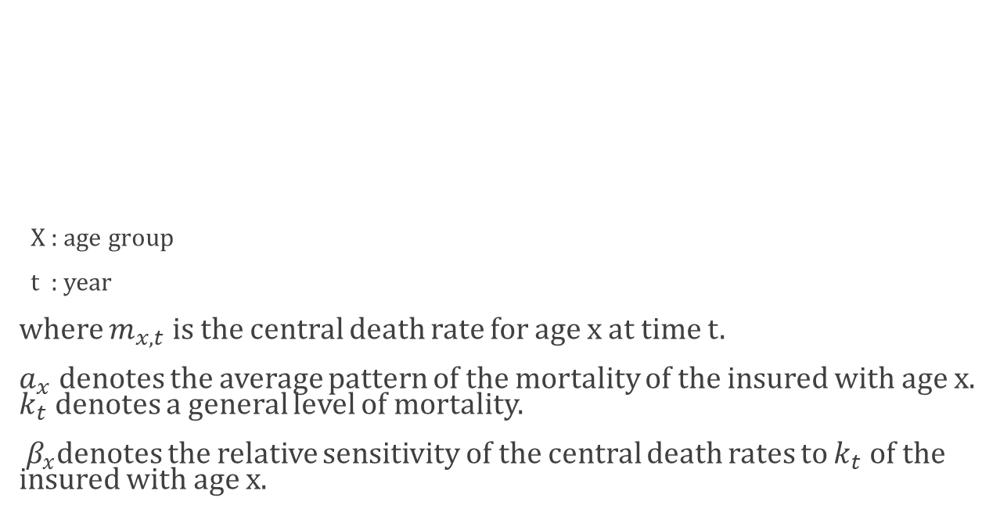 X : age group
t : year
where m_{x,t} is the central death rate for age x at time t.
a_x denotes the average pattern of the mortality of the insured with age x.
k_t denotes a general level of mortality.
β_x denotes the relative sensitivity of the central death rates to k_t of the
insured with age x.